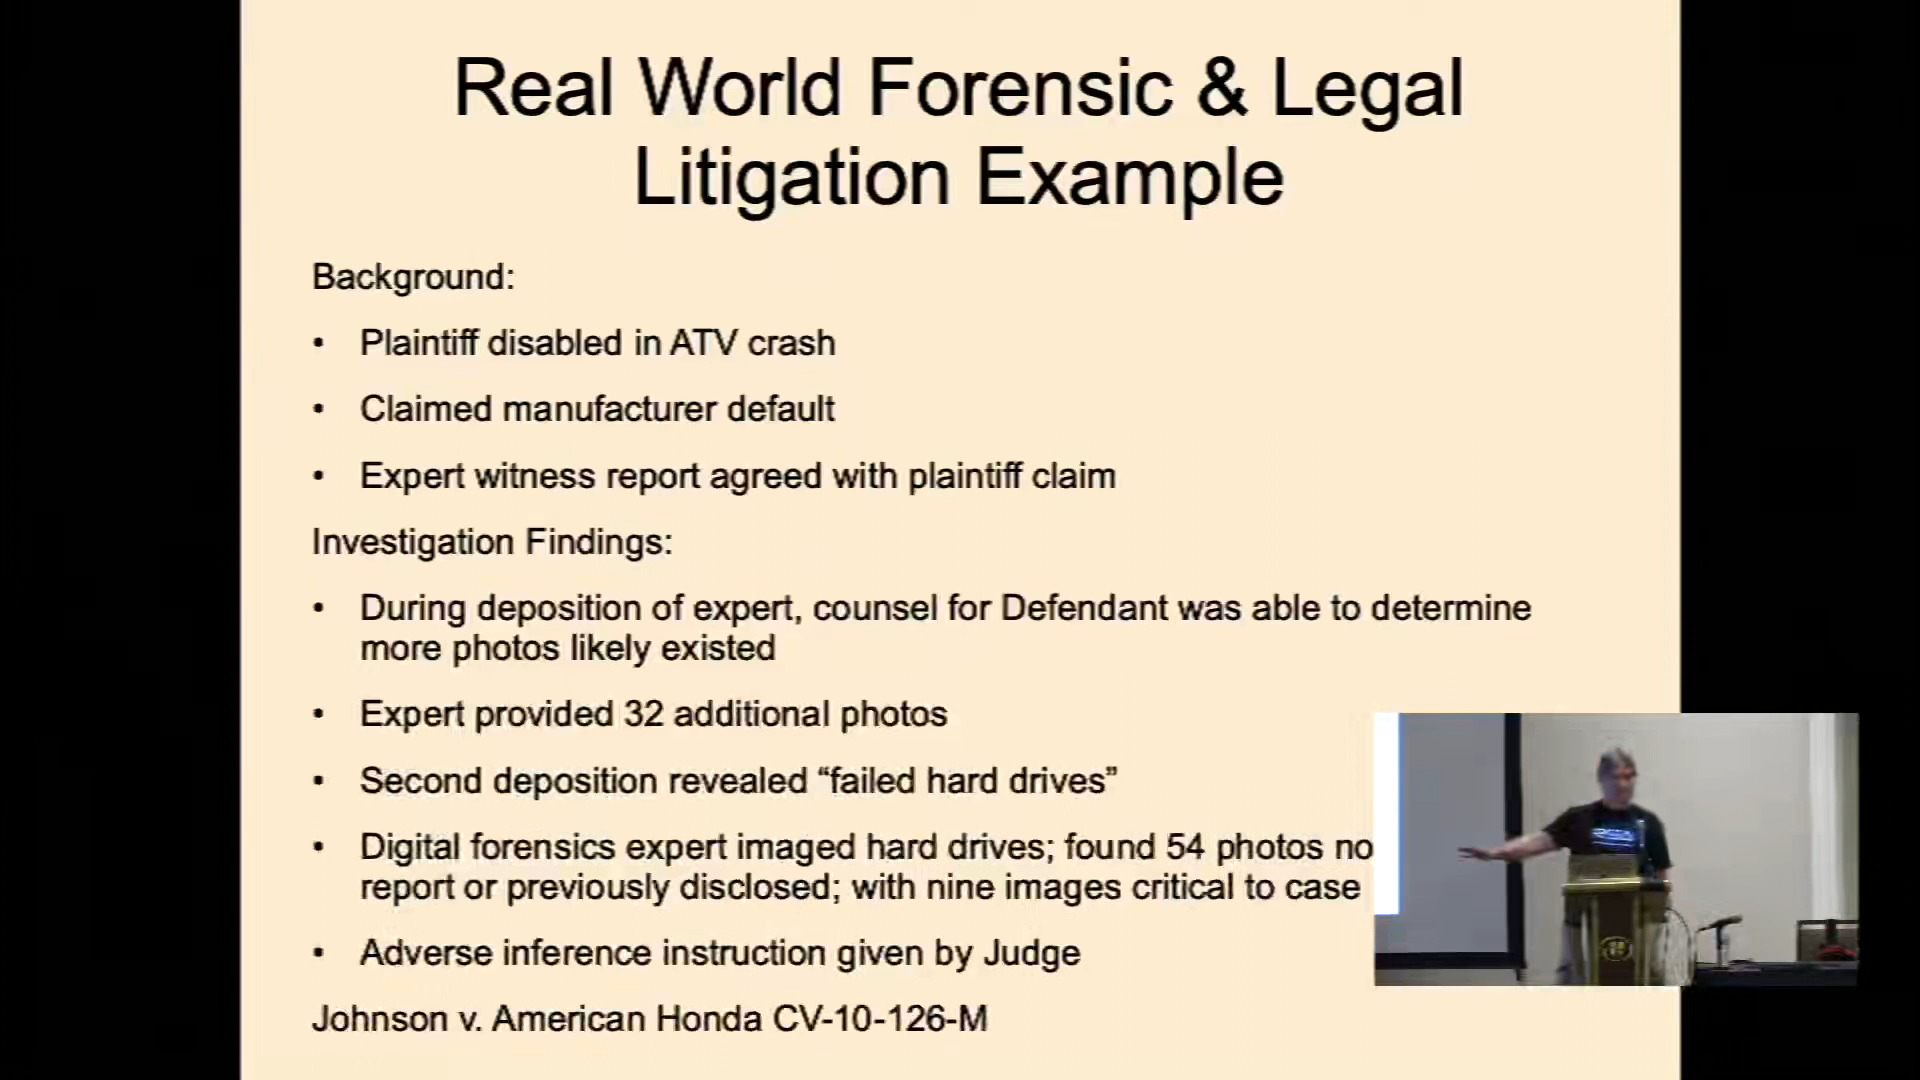 Real World Forensic & Legal
Litigation Example
Background:
• Plaintiff disabled in ATV crash
• Claimed manufacturer default
• Expert witness report agreed with plaintiff claim
Investigation Findings:
• During deposition of expert, counsel for Defendant was able to determine
more photos likely existed
• Expert provided 32 additional photos
• Second deposition revealed “failed hard drives”
• Digital forensics expert imaged hard drives; found 54 photos no
report or previously disclosed; with nine images critical to case
• Adverse inference instruction given by Judge
Johnson v. American Honda CV-10-126-M